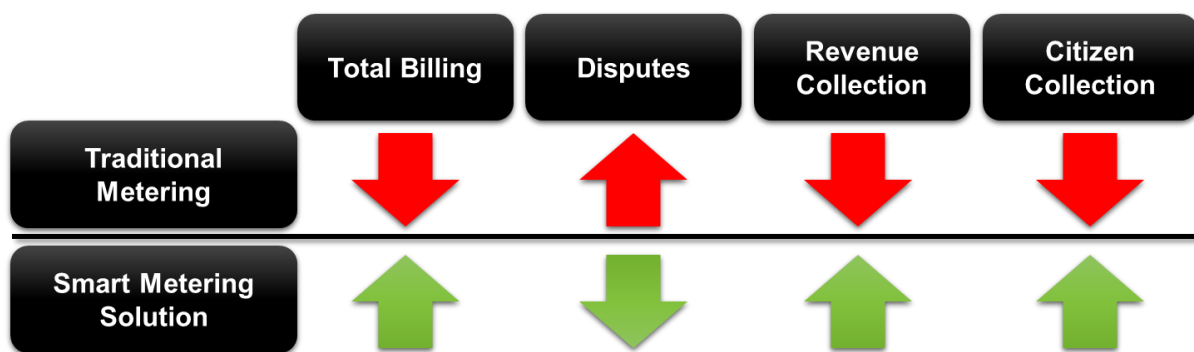 Total Billing
Disputes
Revenue
Collection
Citizen
Collection
Traditional
Metering
Smart Metering
Solution